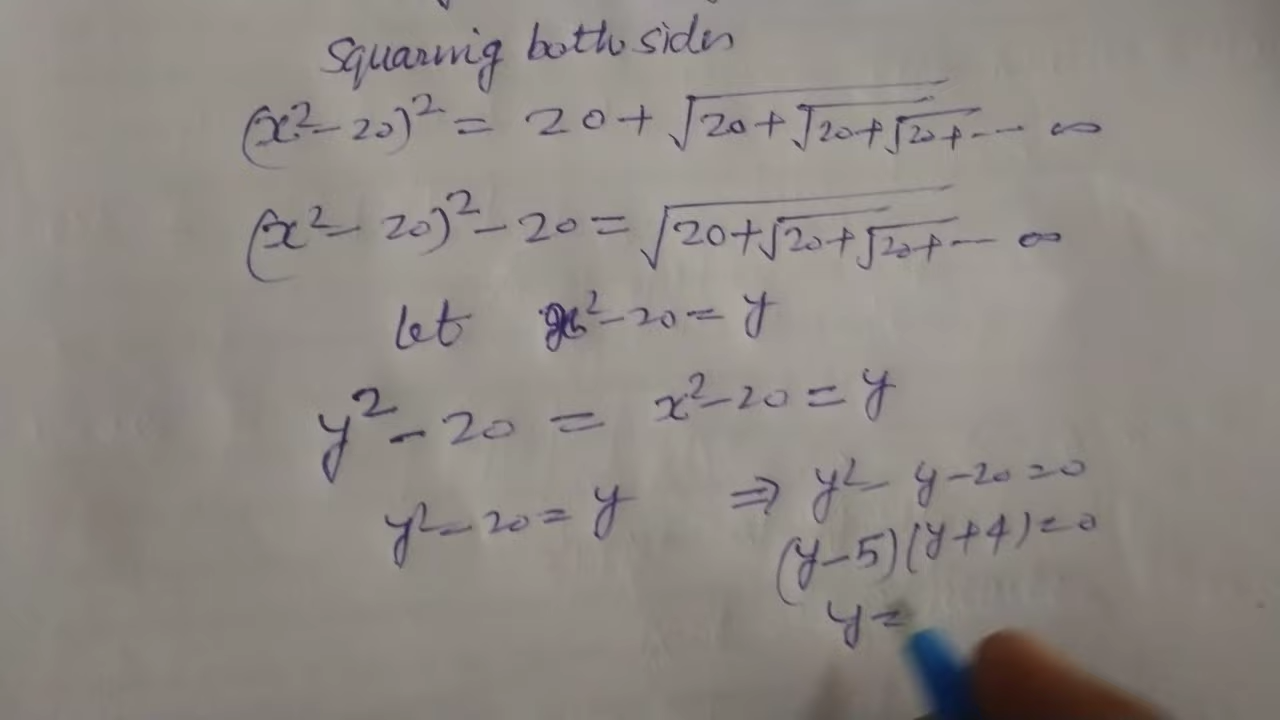 Squaring both sides
(x²-20)² = 20+√20+√20+√20+--- ∞
(x²-20)²-20 = √20+√20+√20+--- ∞
let x²-20 = y
y²-20 = x²-20 = y
y²-20 = y ⇒ y²-y-20=0
(y-5)(y+4)=0
y=